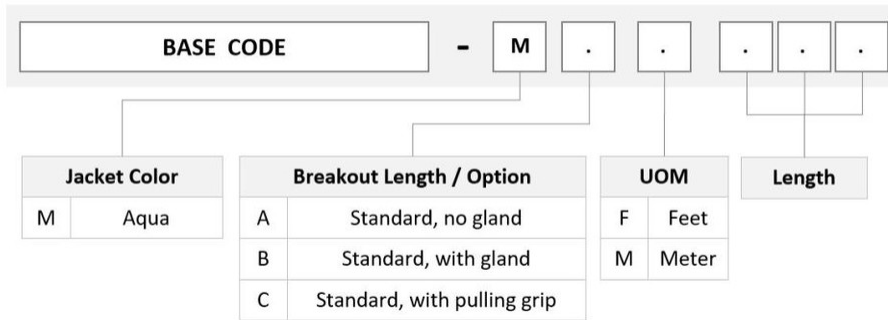 BASE CODE - M . . . . .
Jacket Color
M Aqua
Breakout Length / Option
A Standard, no gland
B Standard, with gland
C Standard, with pulling grip
UOM
F Feet
M Meter
Length